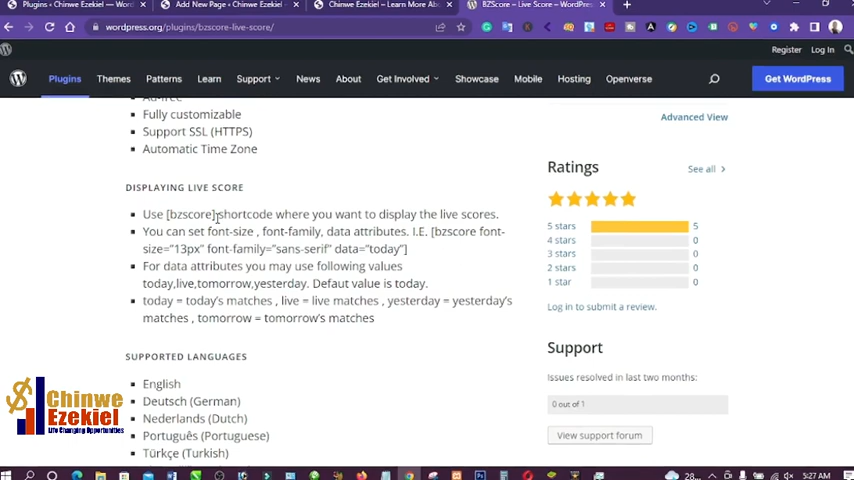 Plugins ‹ Chinwe Ezekiel — Word
Add New Page ‹ Chinwe Ezekiel
Chinwe Ezekiel – Learn More Abo
BZScore – Live Score – WordPress
wordpress.org/plugins/bzscore-live-score/
Register
Log In
Plugins
Themes
Patterns
Learn
Support
News
About
Get Involved
Showcase
Mobile
Hosting
Openverse
Get WordPress
Ad-free
Fully customizable
Support SSL (HTTPS)
Automatic Time Zone
DISPLAYING LIVE SCORE
Use [bzscore] shortcode where you want to display the live scores.
You can set font-size , font-family, data attributes. I.E. [bzscore font-
size="13px" font-family="sans-serif" data="today"]
For data attributes you may use following values
today,live,tomorrow,yesterday. Defaut value is today.
today = today's matches , live = live matches , yesterday = yesterday's
matches , tomorrow = tomorrow's matches
SUPPORTED LANGUAGES
English
Deutsch (German)
Nederlands (Dutch)
Português (Portuguese)
Türkçe (Turkish)
Advanced View
Ratings
See all
5 stars 5
4 stars 0
3 stars 0
2 stars 0
1 star 0
Log in to submit a review.
Support
Issues resolved in last two months:
0 out of 1
View support forum
Chinwe
Ezekiel
Life Changing Opportunities
28...
5:27 AM